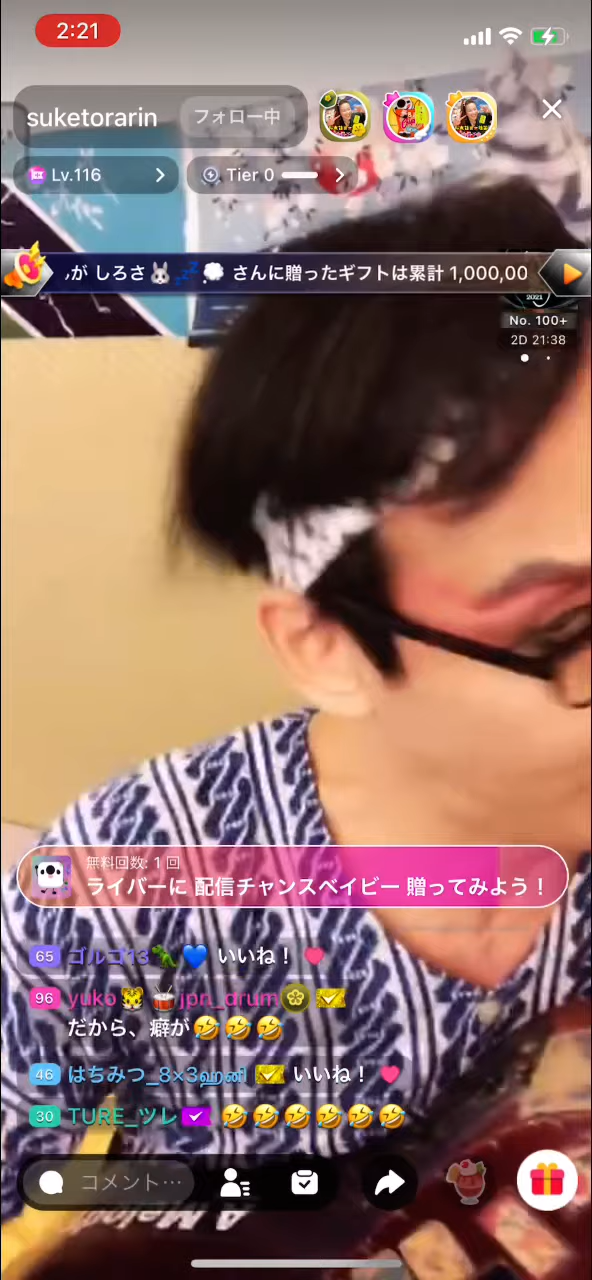 2:21
suketorarin フォロー中
Lv.116
Tier 0
が しろさ🐰💤💭 さんに贈ったギフトは累計 1,000,00
2021
No. 100+
2D 21:38
無料回数: 1 回
ライバーに 配信チャンスベイビー 贈ってみよう！
65 ゴルゴ13🦖💙 いいね！
96 yuko🐯🥁jpn_drum
だから、癖が🤣🤣🤣
46 はちみつ_8×3ஹனி いいね！
30 TURE_ツレ 🤣🤣🤣🤣🤣🤣
コメント…